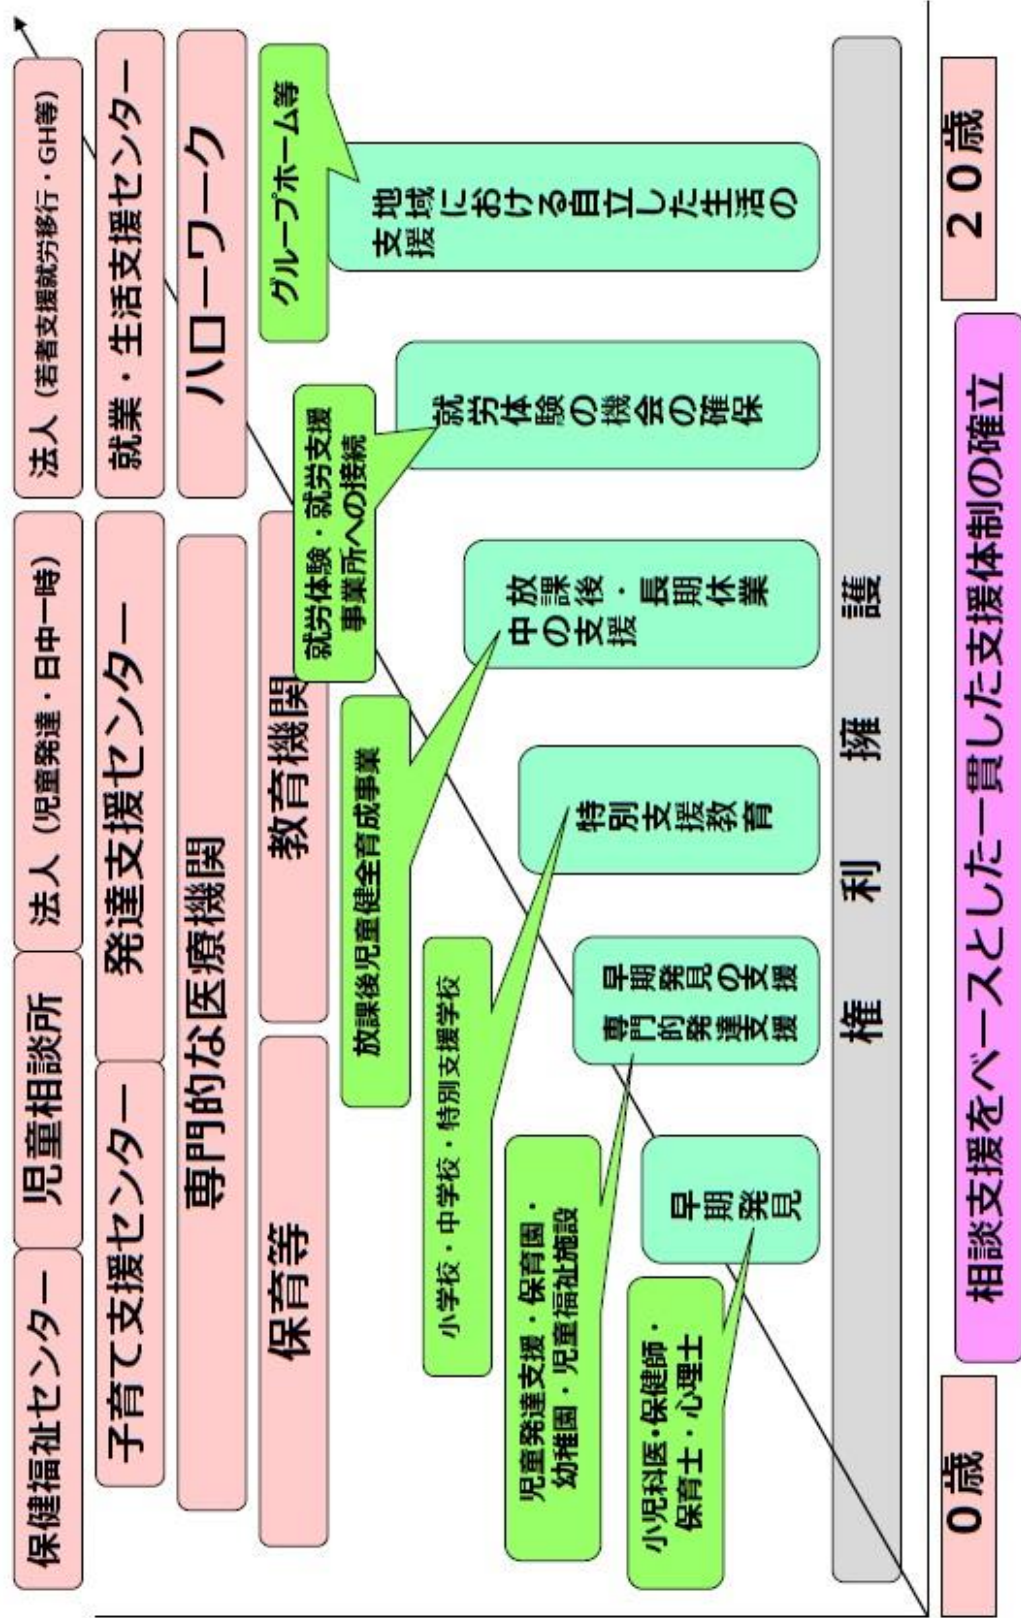 保健福祉センター
児童相談所
法人（児童発達・日中一時）
法人（若者支援就労移行・GH等）
子育て支援センター
発達支援センター
就業・生活支援センター
専門的な医療機関
ハローワーク
保育等
教育機関
グループホーム等
就労体験・就労支援
事業所への接続
放課後児童健全育成事業
小学校・中学校・特別支援学校
児童発達支援・保育園・
幼稚園・児童福祉施設
小児科医・保健師・
保育士・心理士
早期発見
早期発見の支援
専門的発達支援
特別支援教育
放課後・長期休業
中の支援
就労体験の機会の確保
地域における自立した生活の
支援
権利擁護
0歳
相談支援をベースとした一貫した支援体制の確立
20歳